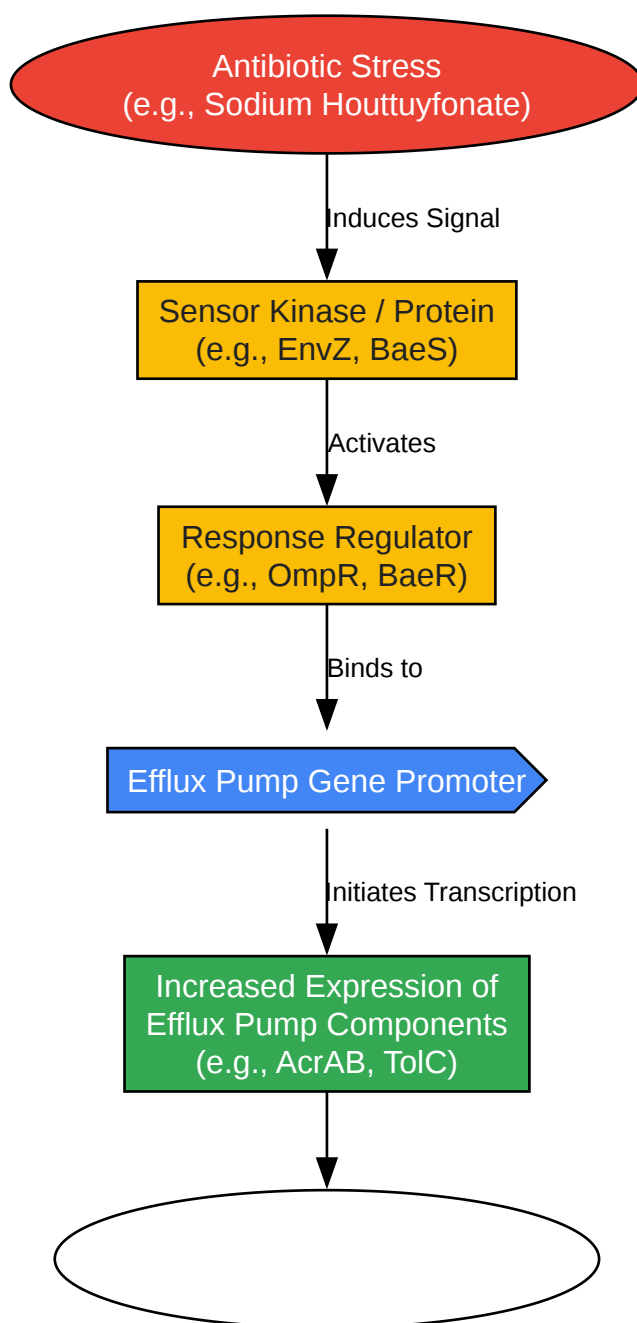 Antibiotic Stress
(e.g., Sodium Houttuyfonate)
Induces Signal
Sensor Kinase / Protein
(e.g., EnvZ, BaeS)
Activates
Response Regulator
(e.g., OmpR, BaeR)
Binds to
Efflux Pump Gene Promoter
Initiates Transcription
Increased Expression of
Efflux Pump Components
(e.g., AcrAB, TolC)